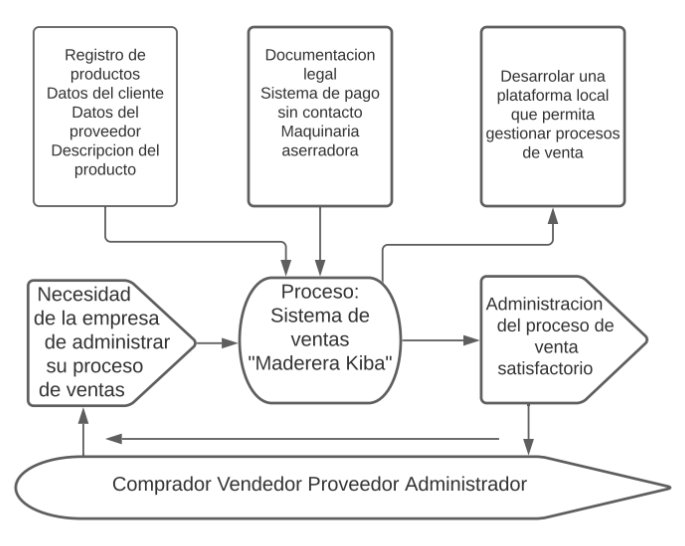 Registro de
productos
Datos del cliente
Datos del
proveedor
Descripcion del
producto
Documentacion
legal
Sistema de pago
sin contacto
Maquinaria
aserradora
Desarrolar una
plataforma local
que permita
gestionar procesos
de venta
Necesidad
de la empresa
de administrar
su proceso
de ventas
Proceso:
Sistema de
ventas
"Maderera Kiba"
Administracion
del proceso de
venta
satisfactorio
Comprador Vendedor Proveedor Administrador